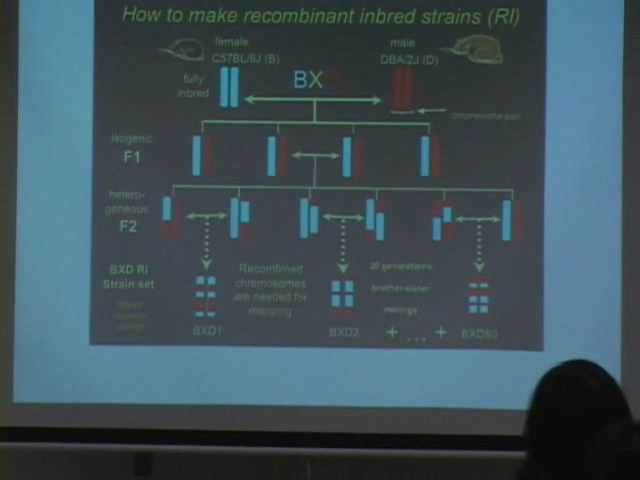 How to make recombinant inbred strains (RI)
female
C57BL/6J (B)
male
DBA/2J (D)
fully
inbred
BXD
chromosome pair
isogenic
F1
hetero-
geneous
F2
BXD RI
Strain set
Recombined
chromosomes
are needed for
mapping
20 generations
brother-sister
matings
BXD1
BXD2
+ ... +
BXD80